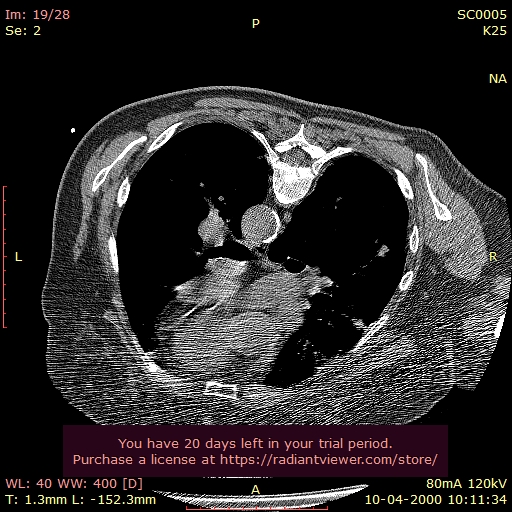 Im: 19/28
Se: 2
P
SC0005
K25
NA
L
R
You have 20 days left in your trial period.
Purchase a license at https://radiantviewer.com/store/
WL: 40 WW: 400 [D]
T: 1.3mm L: -152.3mm
A
80mA 120kV
10-04-2000 10:11:34